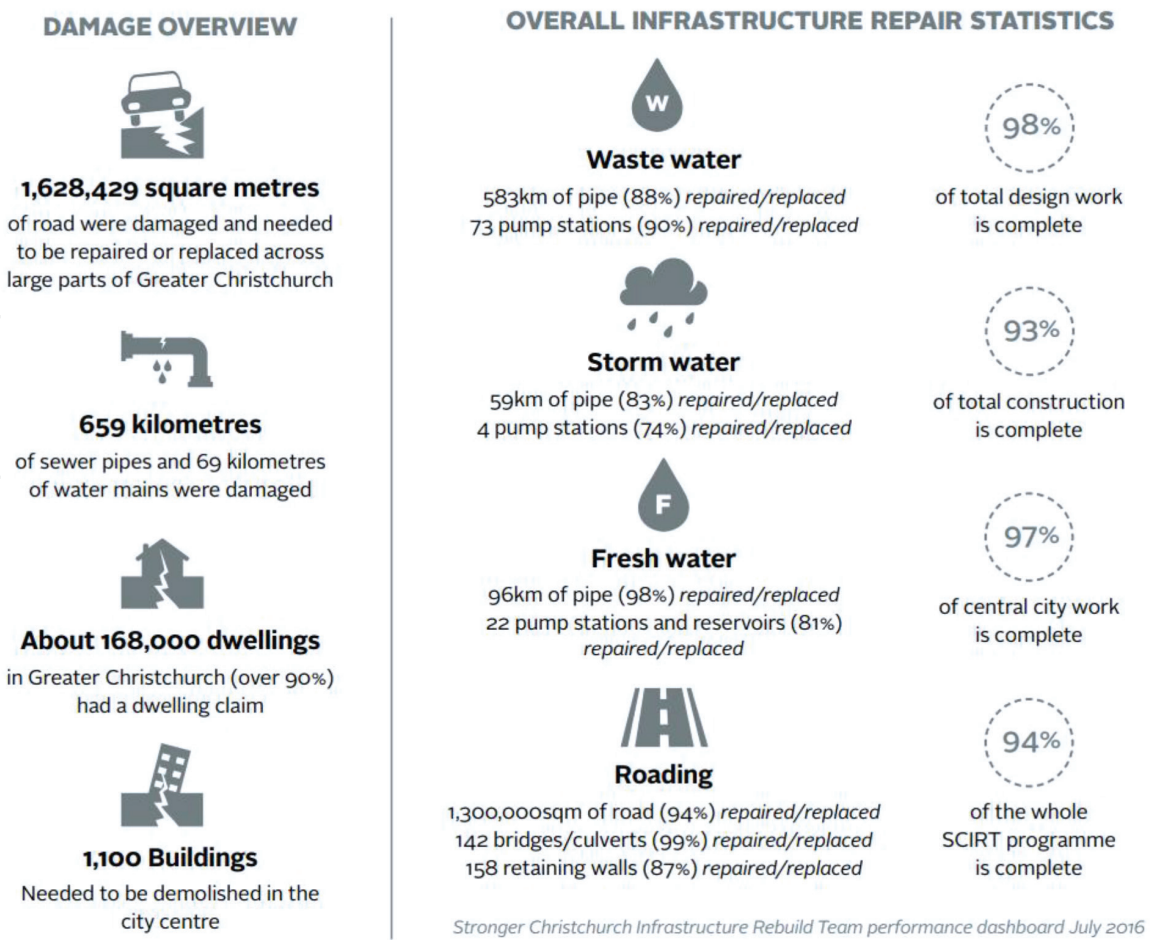 DAMAGE OVERVIEW
1,628,429 square metres
of road were damaged and needed
to be repaired or replaced across
large parts of Greater Christchurch
659 kilometres
of sewer pipes and 69 kilometres
of water mains were damaged
About 168,000 dwellings
in Greater Christchurch (over 90%)
had a dwelling claim
1,100 Buildings
Needed to be demolished in the
city centre
OVERALL INFRASTRUCTURE REPAIR STATISTICS
W
Waste water
583km of pipe (88%) repaired/replaced
73 pump stations (90%) repaired/replaced
Storm water
59km of pipe (83%) repaired/replaced
4 pump stations (74%) repaired/replaced
F
Fresh water
96km of pipe (98%) repaired/replaced
22 pump stations and reservoirs (81%)
repaired/replaced
Roading
1,300,000sqm of road (94%) repaired/replaced
142 bridges/culverts (99%) repaired/replaced
158 retaining walls (87%) repaired/replaced
98%
of total design work
is complete
93%
of total construction
is complete
97%
of central city work
is complete
94%
of the whole
SCIRT programme
is complete
Stronger Christchurch Infrastructure Rebuild Team performance dashboard July 2016